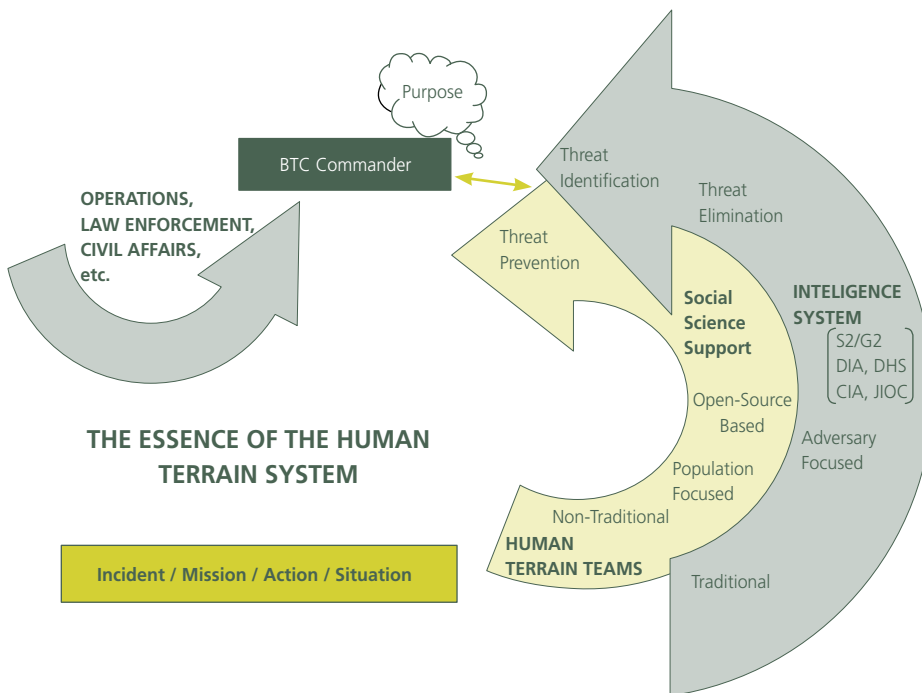 Purpose
BTC Commander
OPERATIONS,
LAW ENFORCEMENT,
CIVIL AFFAIRS,
etc.
Threat
Identification
Threat
Elimination
Threat
Prevention
Social
Science
Support
INTELIGENCE
SYSTEM
S2/G2
DIA, DHS
CIA, JIOC
Open-Source
Based
Adversary
Focused
Population
Focused
Non-Traditional
HUMAN
TERRAIN TEAMS
Traditional
THE ESSENCE OF THE HUMAN
TERRAIN SYSTEM
Incident / Mission / Action / Situation